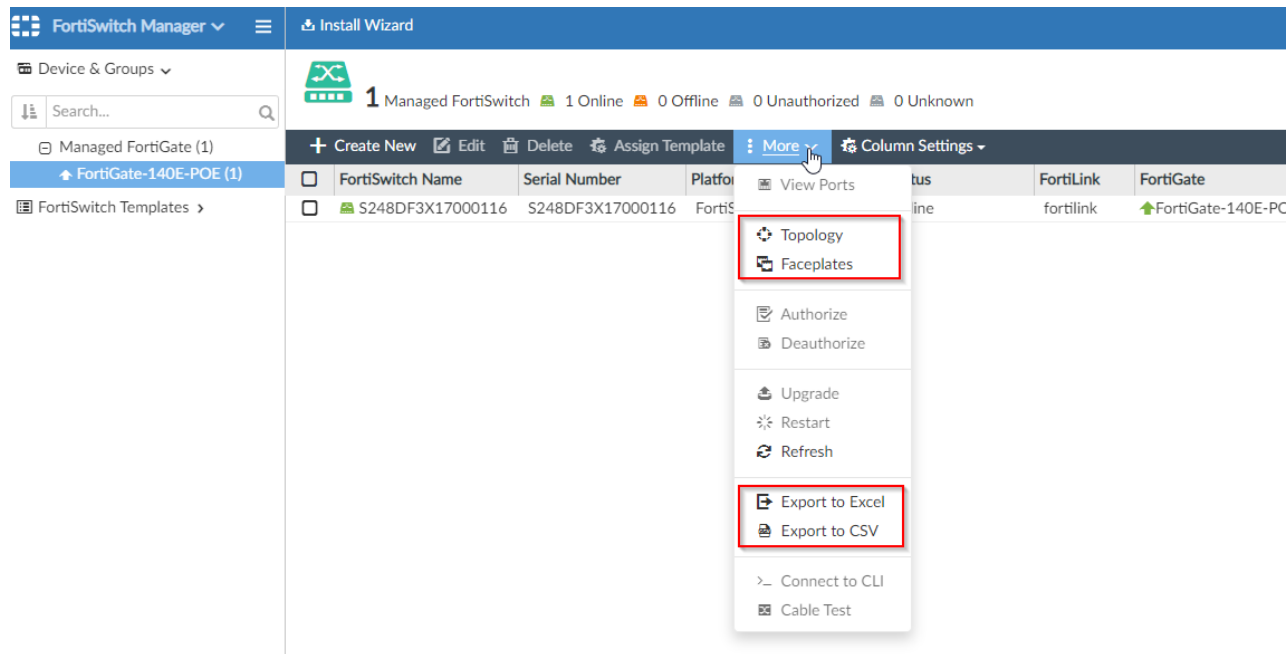 FortiSwitch Manager
Install Wizard
Device & Groups
Search...
Managed FortiGate (1)
FortiGate-140E-POE (1)
FortiSwitch Templates
1 Managed FortiSwitch 1 Online 0 Offline 0 Unauthorized 0 Unknown
Create New Edit Delete Assign Template More Column Settings
FortiSwitch Name Serial Number Platfo tus FortiLink FortiGate
S248DF3X17000116 S248DF3X17000116 FortiS ine fortilink FortiGate-140E-PO
View Ports
Topology
Faceplates
Authorize
Deauthorize
Upgrade
Restart
Refresh
Export to Excel
Export to CSV
>_ Connect to CLI
Cable Test